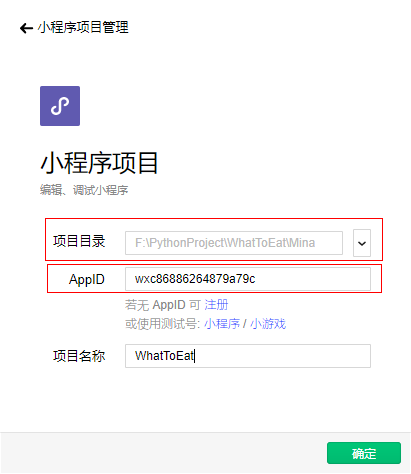 小程序项目管理
小程序项目
编辑、调试小程序
项目目录 F:\PythonProject\WhatToEat\Mina
AppID wxc86886264879a79c
若无 AppID 可 注册
或使用测试号: 小程序 / 小游戏
项目名称 WhatToEat
确定